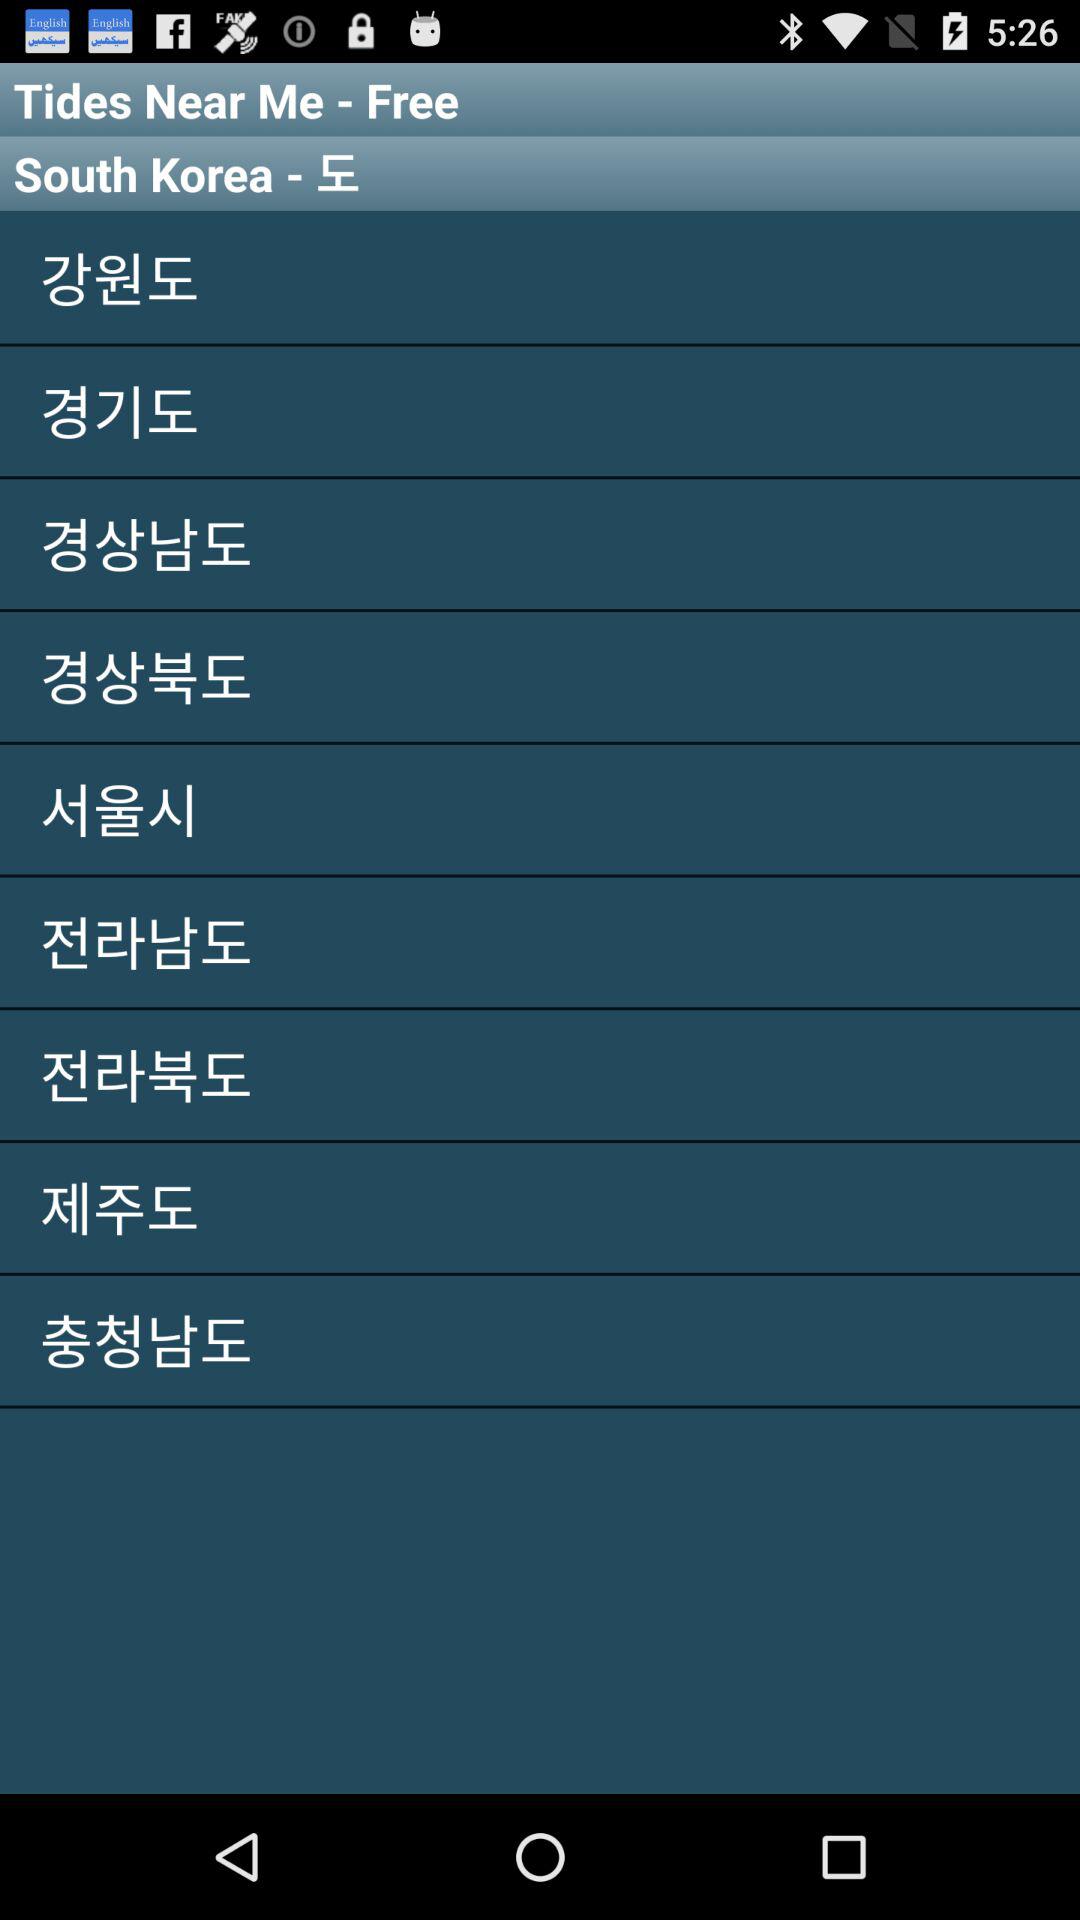 English English FAKE 5:26
سیکھیں سیکھیں
Tides Near Me - Free
South Korea - 도
강원도
경기도
경상남도
경상북도
서울시
전라남도
전라북도
제주도
충청남도